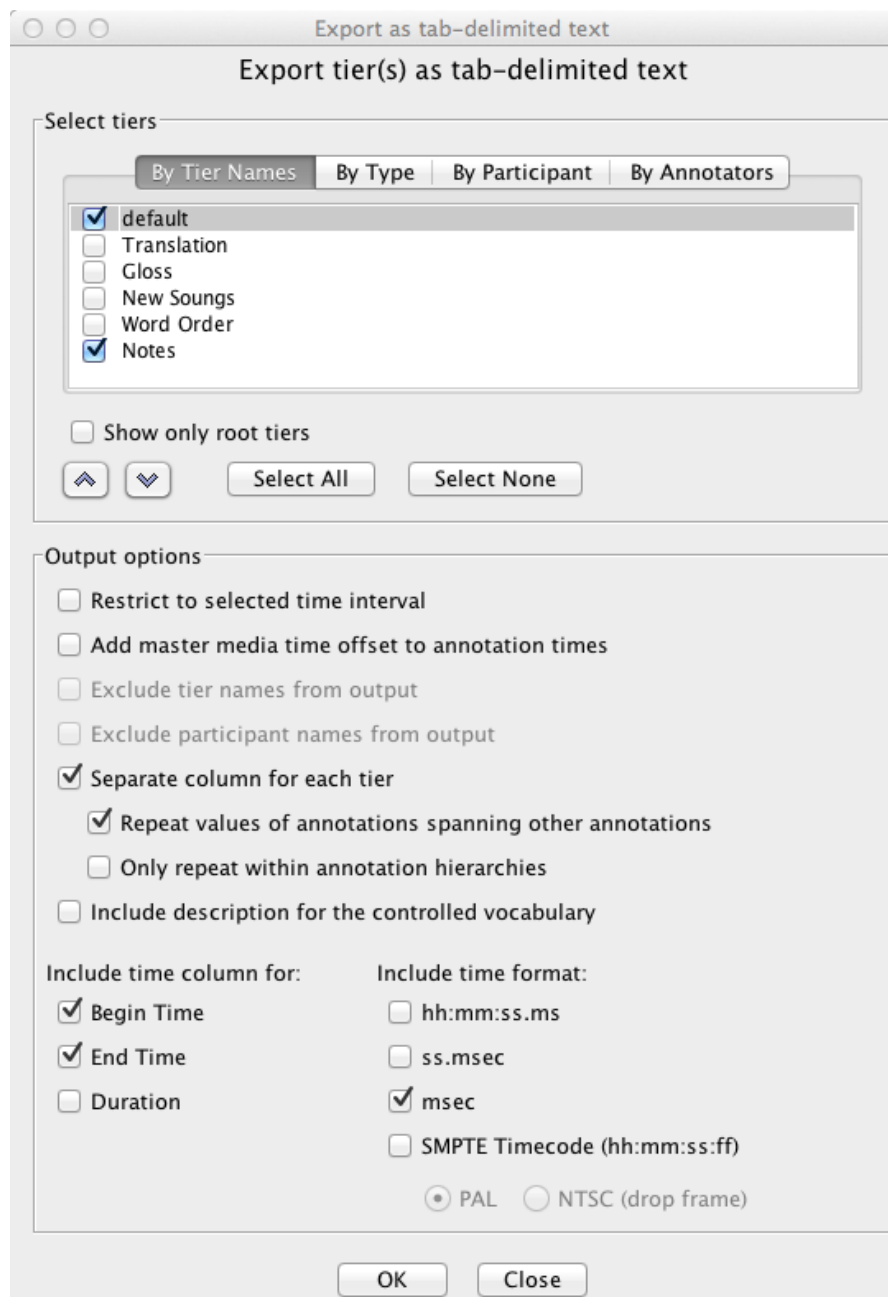 Export as tab-delimited text
Export tier(s) as tab-delimited text
Select tiers
By Tier Names By Type By Participant By Annotators
default
Translation
Gloss
New Soungs
Word Order
Notes
Show only root tiers
Select All Select None
Output options
Restrict to selected time interval
Add master media time offset to annotation times
Exclude tier names from output
Exclude participant names from output
Separate column for each tier
Repeat values of annotations spanning other annotations
Only repeat within annotation hierarchies
Include description for the controlled vocabulary
Include time column for: Include time format:
Begin Time hh:mm:ss.ms
End Time ss.msec
Duration msec
SMPTE Timecode (hh:mm:ss:ff)
PAL NTSC (drop frame)
OK Close